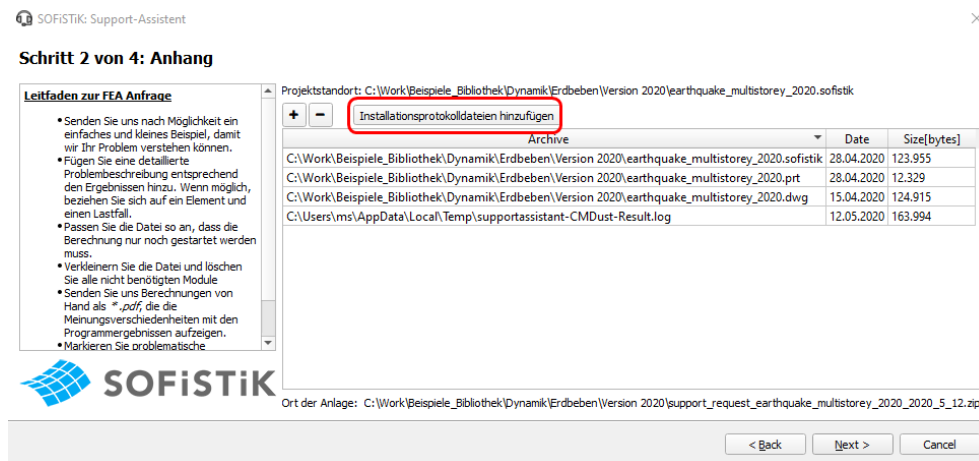 SOFiSTiK: Support-Assistent
Schritt 2 von 4: Anhang
Leitfaden zur FEA Anfrage
•Senden Sie uns nach Möglichkeit ein
einfaches und kleines Beispiel, damit
wir Ihr Problem verstehen können.
•Fügen Sie eine detaillierte
Problembeschreibung entsprechend
den Ergebnissen hinzu. Wenn möglich,
beziehen Sie sich auf ein Element und
einen Lastfall.
•Passen Sie die Datei so an, dass die
Berechnung nur noch gestartet werden
muss.
•Verkleinern Sie die Datei und löschen
Sie alle nicht benötigten Module
•Senden Sie uns Berechnungen von
Hand als *.pdf, die die
Meinungsverschiedenheiten mit den
Programmergebnissen aufzeigen.
•Markieren Sie problematische
SOFiSTiK
Projektstandort: C:\Work\Beispiele_Bibliothek\Dynamik\Erdbeben\Version 2020\earthquake_multistorey_2020.sofistik
+ − Installationsprotokolldateien hinzufügen
Archive Date Size[bytes]
C:\Work\Beispiele_Bibliothek\Dynamik\Erdbeben\Version 2020\earthquake_multistorey_2020.sofistik 28.04.2020 123.955
C:\Work\Beispiele_Bibliothek\Dynamik\Erdbeben\Version 2020\earthquake_multistorey_2020.prt 28.04.2020 12.329
C:\Work\Beispiele_Bibliothek\Dynamik\Erdbeben\Version 2020\earthquake_multistorey_2020.dwg 15.04.2020 124.915
C:\Users\ms\AppData\Local\Temp\supportassistant-CMDust-Result.log 12.05.2020 163.994
Ort der Anlage: C:\Work\Beispiele_Bibliothek\Dynamik\Erdbeben\Version 2020\support_request_earthquake_multistorey_2020_2020_5_12.zip
< Back Next > Cancel